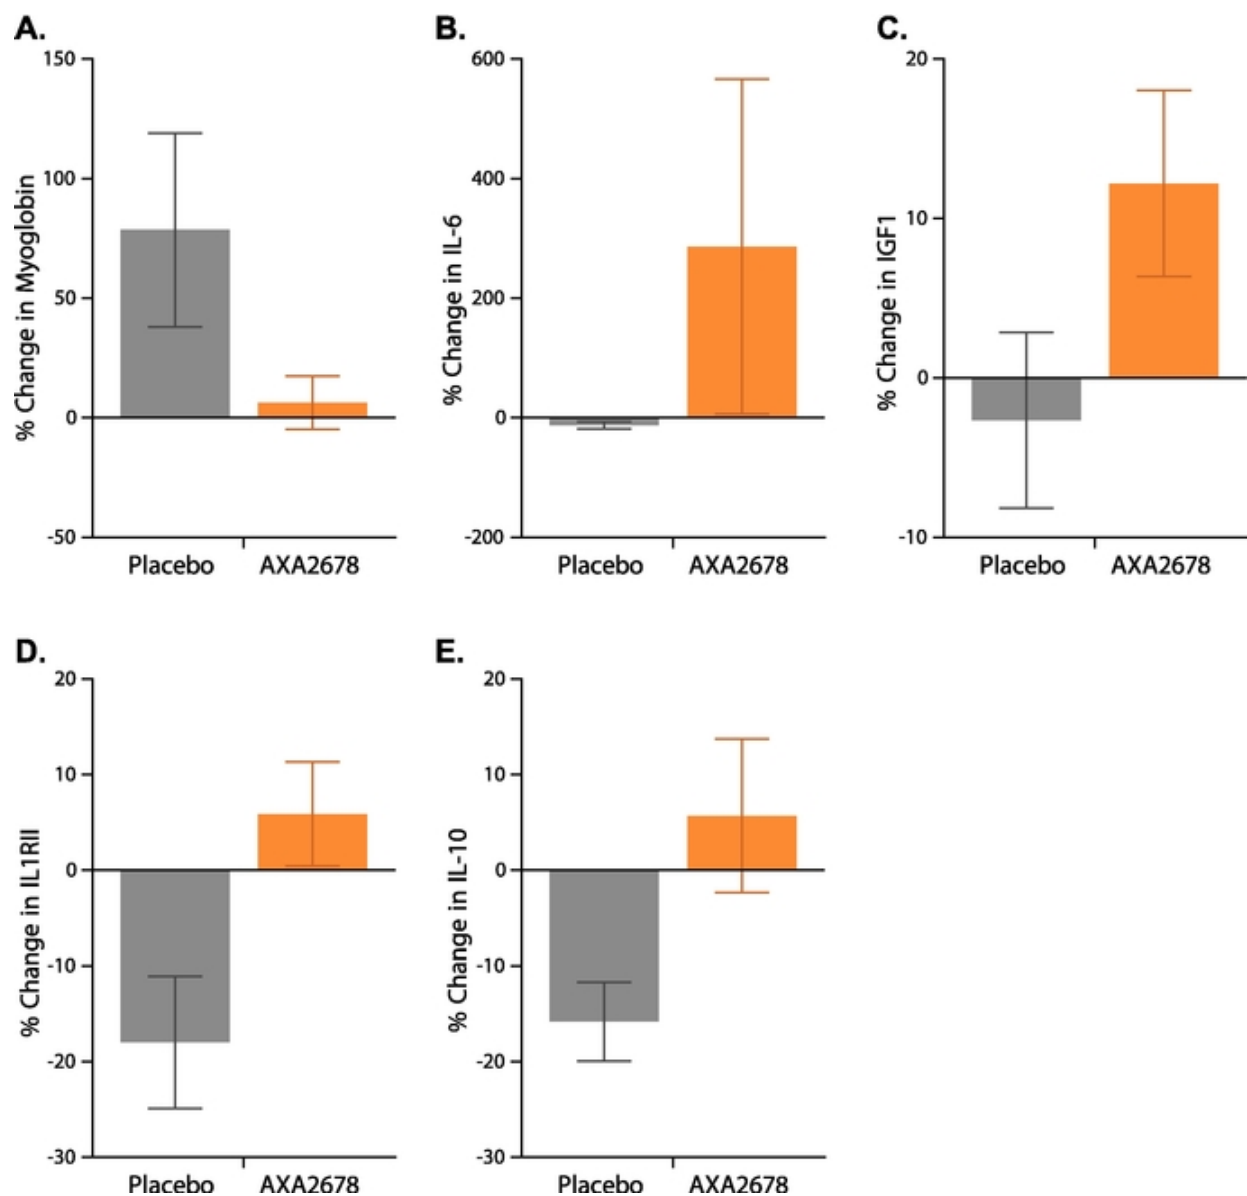 A.
% Change in Myoglobin
150
100
50
0
-50
Placebo AXA2678
B.
% Change in IL-6
600
400
200
0
-200
Placebo AXA2678
C.
% Change in IGF1
20
10
0
-10
Placebo AXA2678
D.
% Change in IL1RII
20
10
0
-10
-20
-30
Placebo AXA2678
E.
% Change in IL-10
20
10
0
-10
-20
-30
Placebo AXA2678